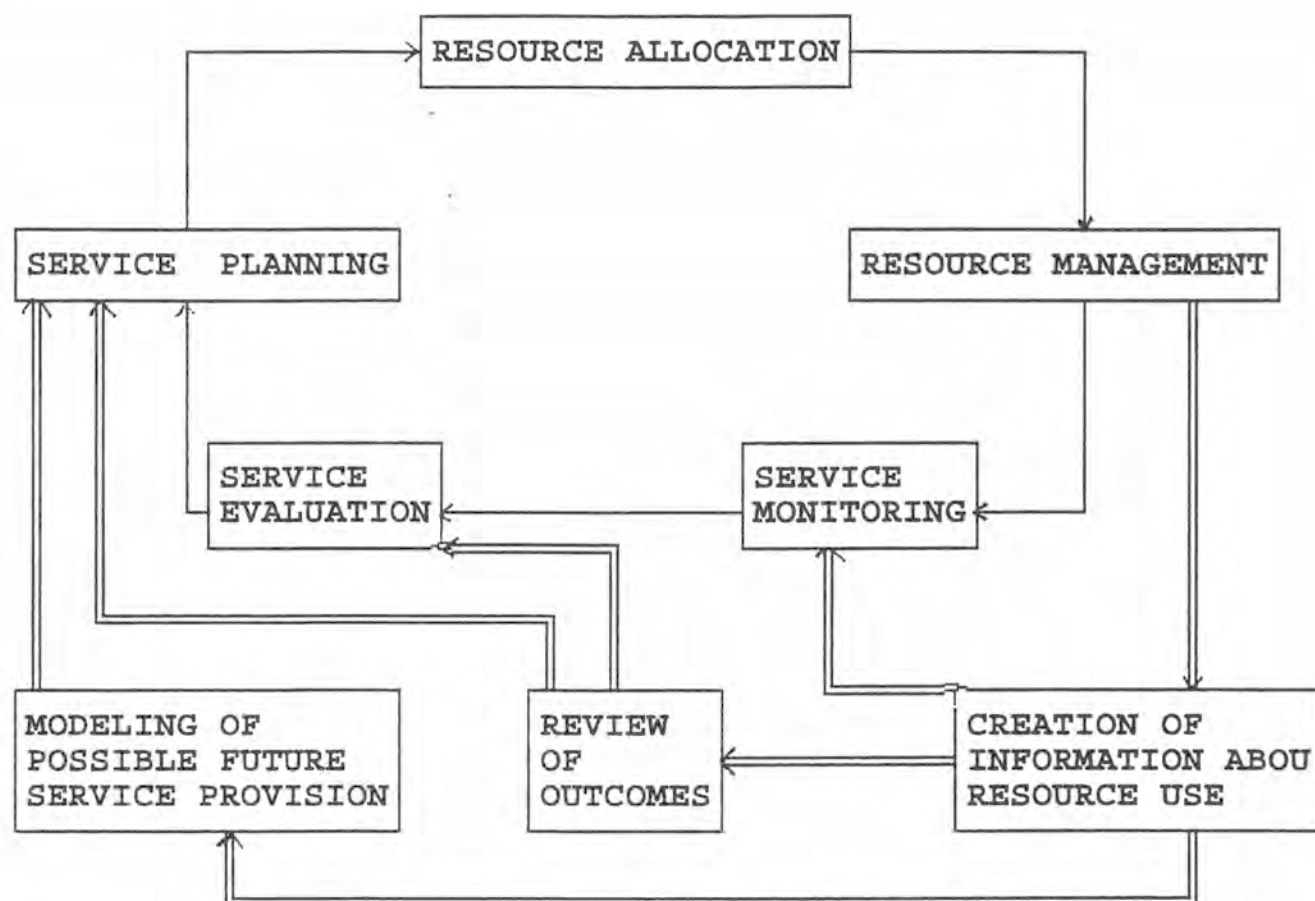 RESOURCE ALLOCATION
SERVICE PLANNING
RESOURCE MANAGEMENT
SERVICE
EVALUATION
SERVICE
MONITORING
MODELING OF
POSSIBLE FUTURE
SERVICE PROVISION
REVIEW
OF
OUTCOMES
CREATION OF
INFORMATION ABOU
RESOURCE USE